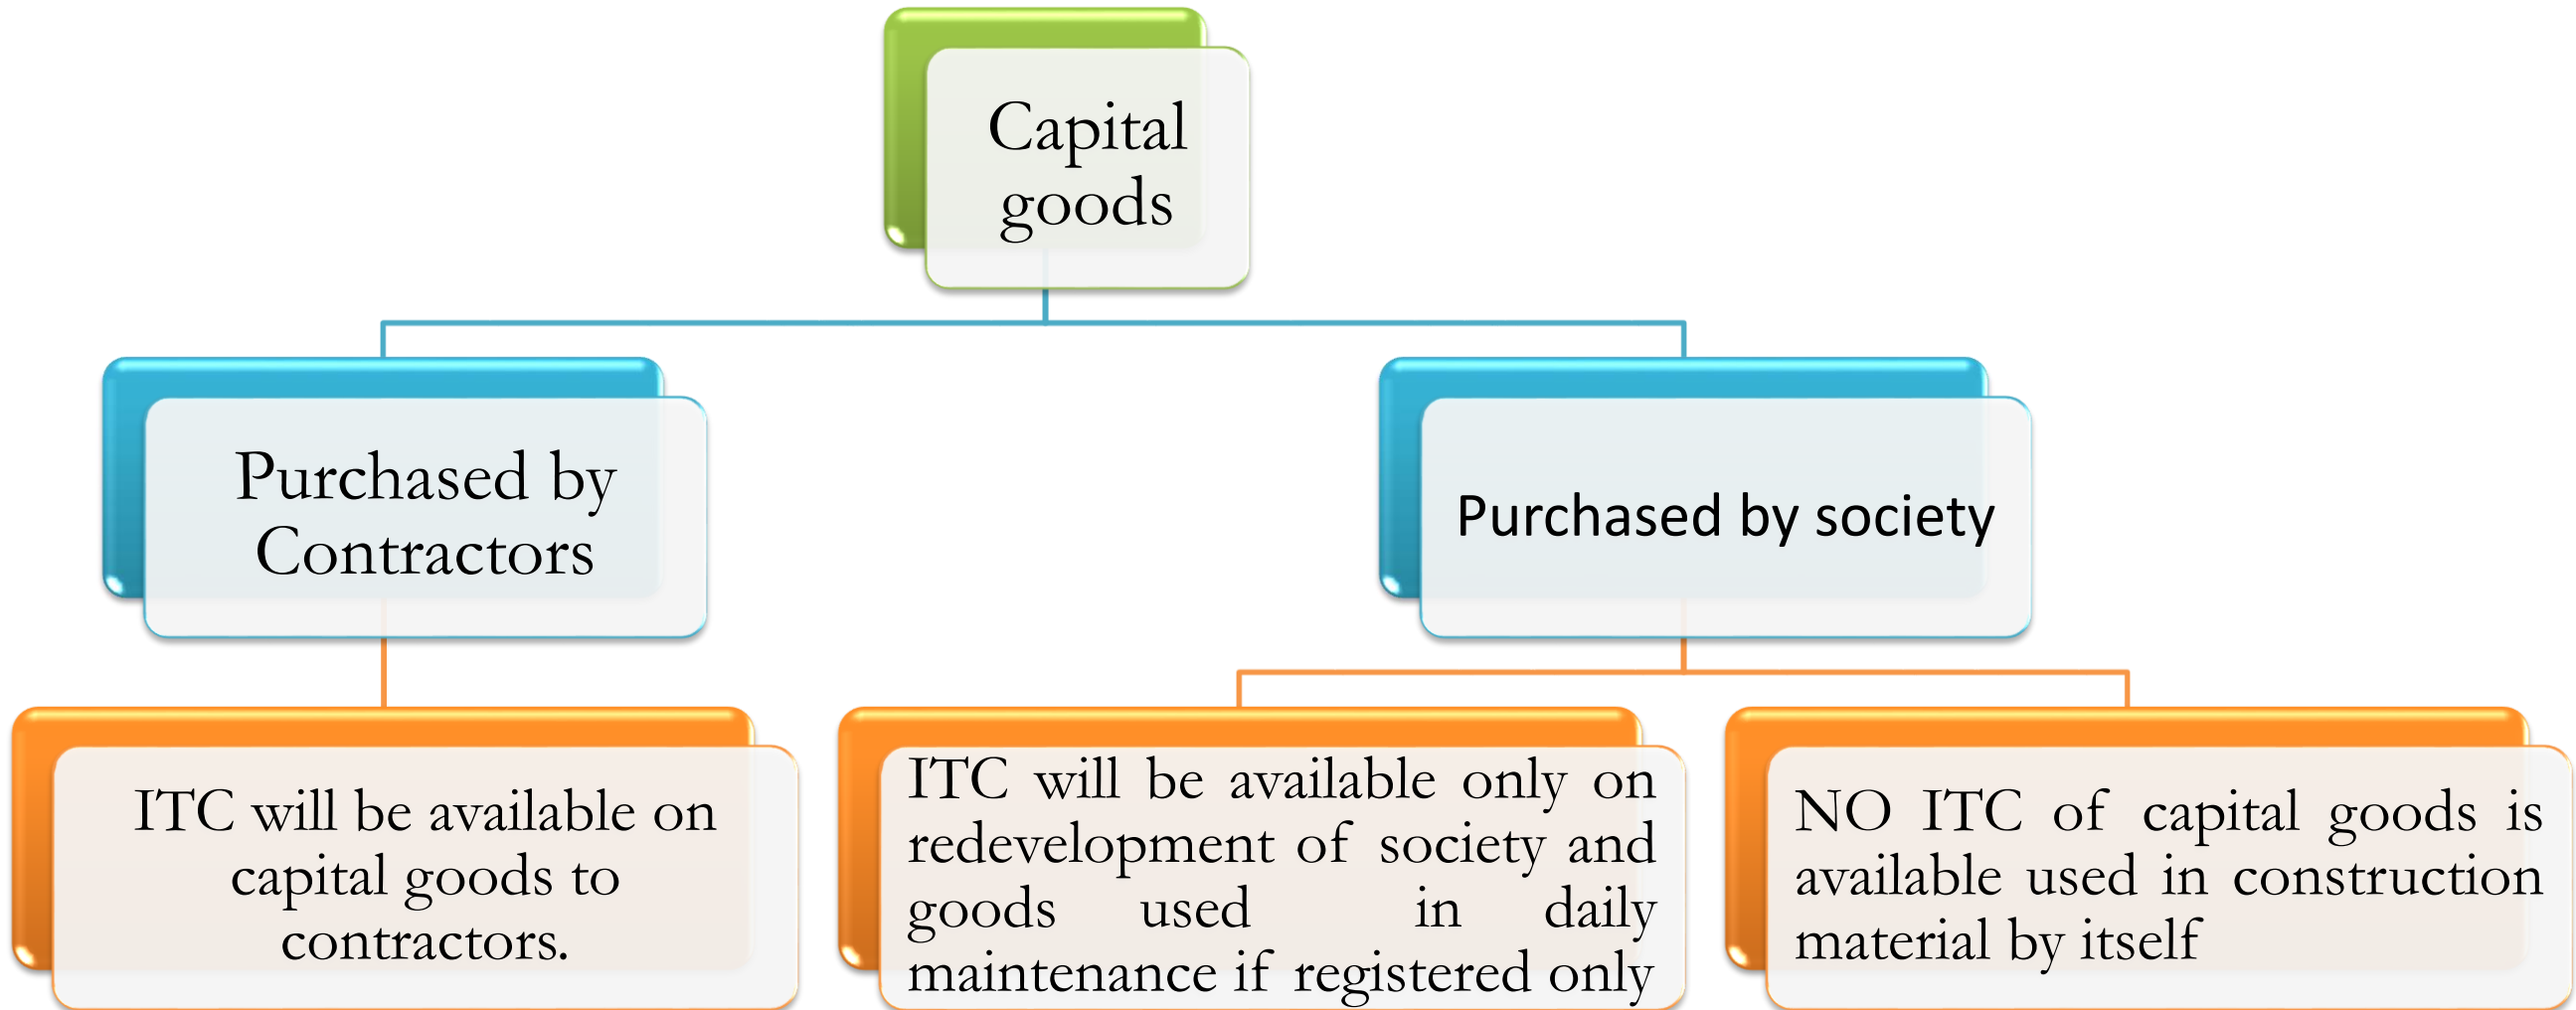 Capital
goods
Purchased by
Contractors
Purchased by society
ITC will be available on
capital goods to
contractors.
ITC will be available only on
redevelopment of society and
goods used in daily
maintenance if registered only
NO ITC of capital goods is
available used in construction
material by itself